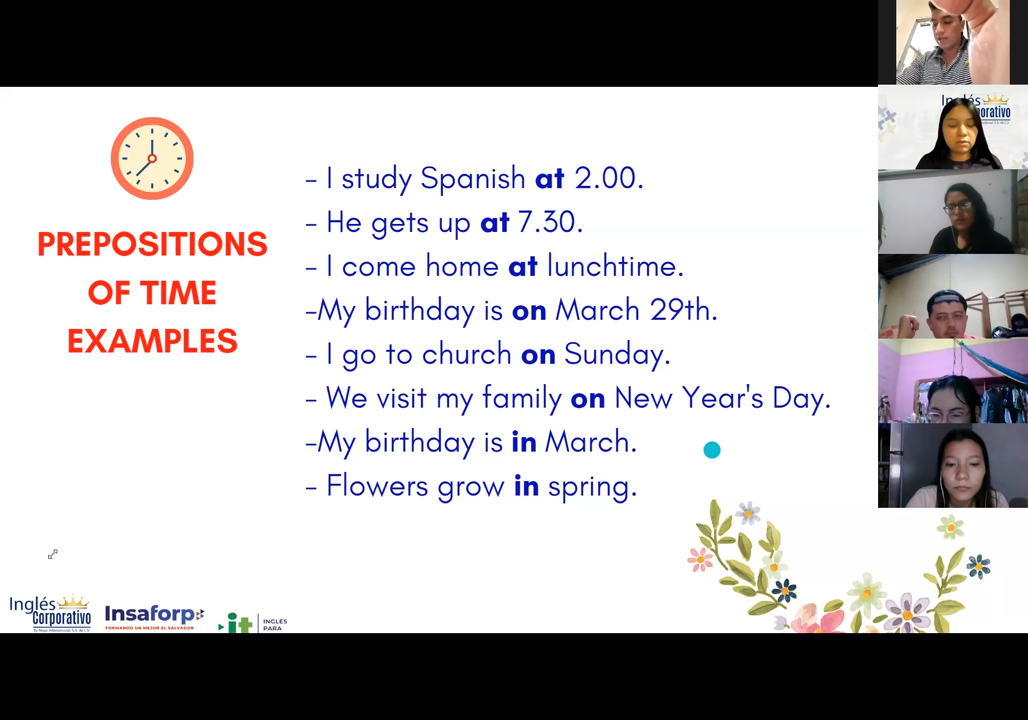 PREPOSITIONS
OF TIME
EXAMPLES
- I study Spanish at 2.00.
- He gets up at 7.30.
- I come home at lunchtime.
-My birthday is on March 29th.
- I go to church on Sunday.
- We visit my family on New Year's Day.
-My birthday is in March.
- Flowers grow in spring.
Inglés
Corporativo
Insaforp
FORMANDO UN MEJOR EL SALVADOR
it
INGLÉS
PARA